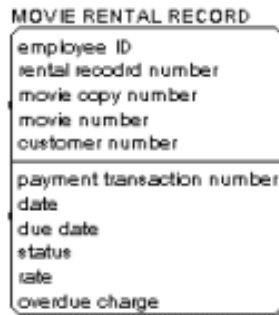 MOVIE RENTAL RECORD
employee ID
rental recodrd number
movie copy number
movie number
customer number
payment transaction number
date
due date
status
rate
overdue charge